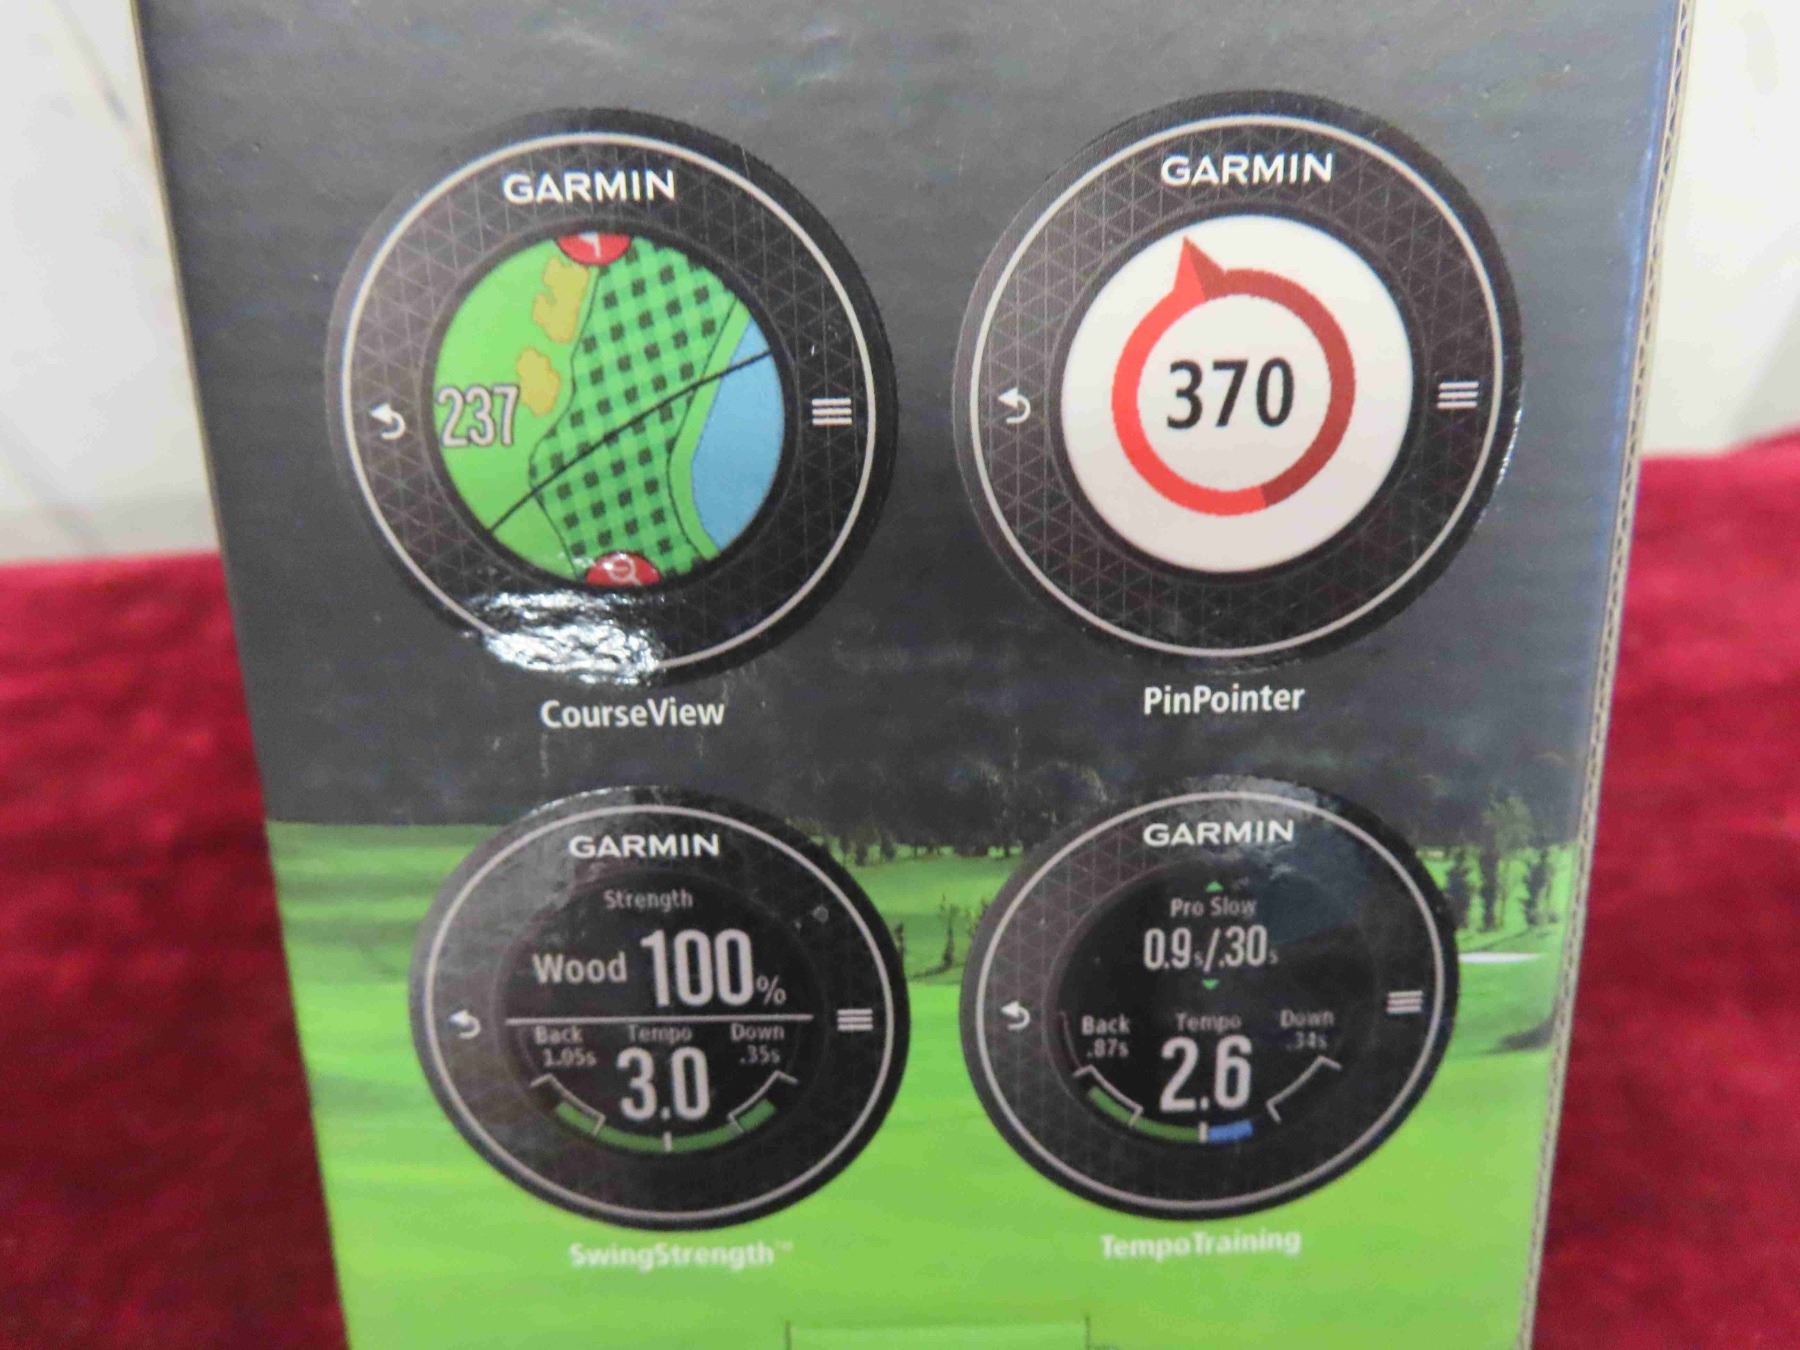 GARMIN
237
CourseView
GARMIN
370
PinPointer
GARMIN
Strength
Wood 100%
Back Tempo Down
1.05s 3.0 .35s
SwingStrength™
GARMIN
Pro Slow
0.9s/.30s
Back Tempo Down
.87s 2.6 .34s
TempoTraining